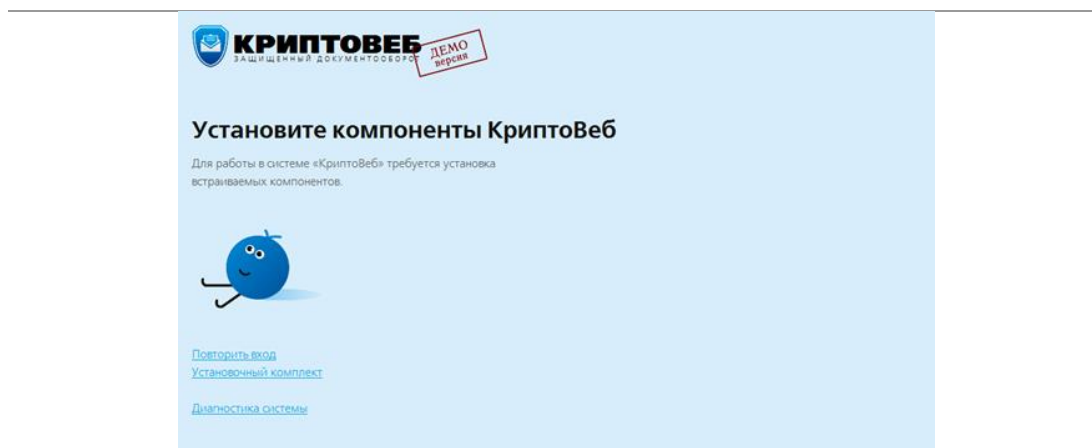 КРИПТОВЕБ
ЗАЩИЩЕННЫЙ ДОКУМЕНТООБОРОТ
ДЕМО
версия
Установите компоненты КриптоВеб
Для работы в системе «КриптоВеб» требуется установка
встраиваемых компонентов.
Повторить вход
Установочный комплект
Диагностика системы